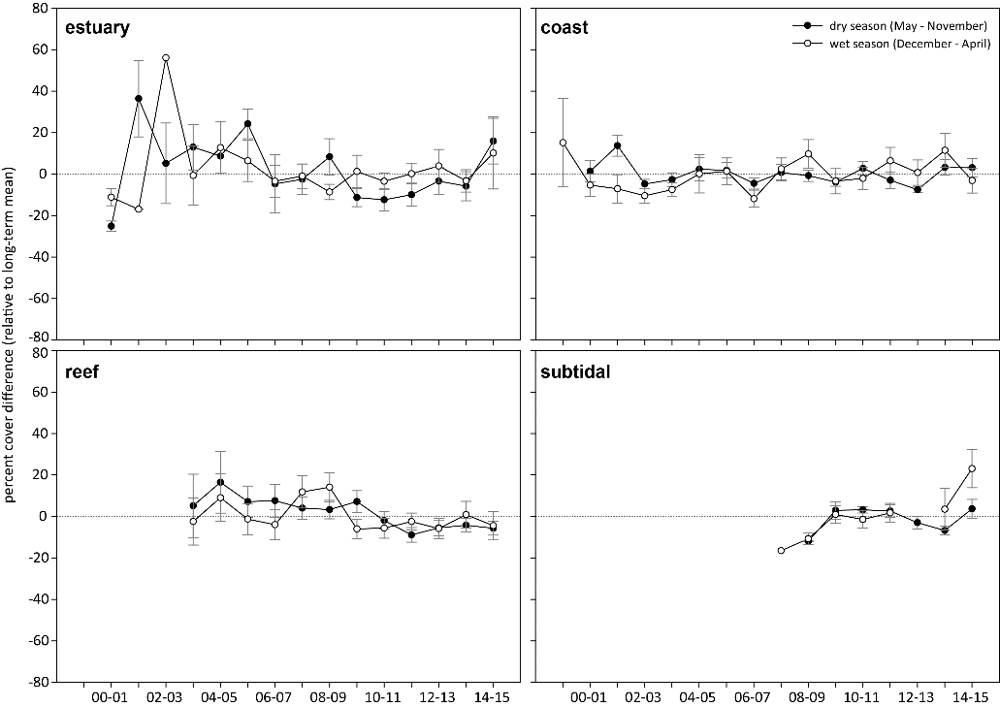 percent cover difference (relative to long-term mean)
estuary
80
60
40
20
0
-20
-40
-60
-80
coast
dry season (May - November)
wet season (December - April)
reef
80
60
40
20
0
-20
-40
-60
-80
00-01 02-03 04-05 06-07 08-09 10-11 12-13 14-15
subtidal
00-01 02-03 04-05 06-07 08-09 10-11 12-13 14-15